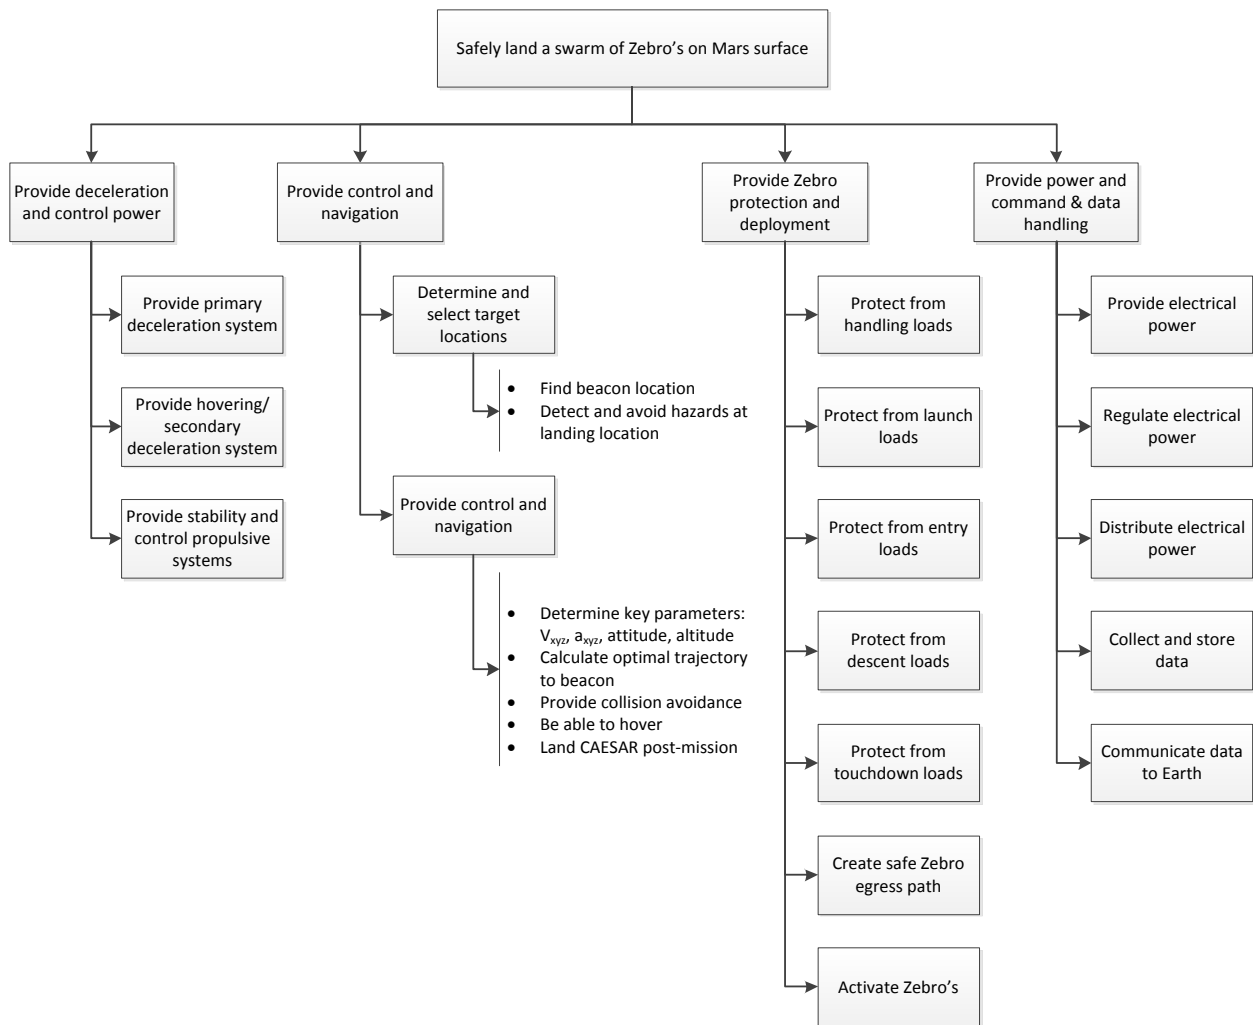 Safely land a swarm of Zebro's on Mars surface
Provide deceleration
and control power
Provide primary
deceleration system
Provide hovering/
secondary
deceleration system
Provide stability and
control propulsive
systems
Provide control and
navigation
Determine and
select target
locations
• Find beacon location
• Detect and avoid hazards at
landing location
Provide control and
navigation
• Determine key parameters:
Vxyz, axyz, attitude, altitude
• Calculate optimal trajectory
to beacon
• Provide collision avoidance
• Be able to hover
• Land CAESAR post-mission
Provide Zebro
protection and
deployment
Protect from
handling loads
Protect from launch
loads
Protect from entry
loads
Protect from
descent loads
Protect from
touchdown loads
Create safe Zebro
egress path
Activate Zebro's
Provide power and
command & data
handling
Provide electrical
power
Regulate electrical
power
Distribute electrical
power
Collect and store
data
Communicate data
to Earth